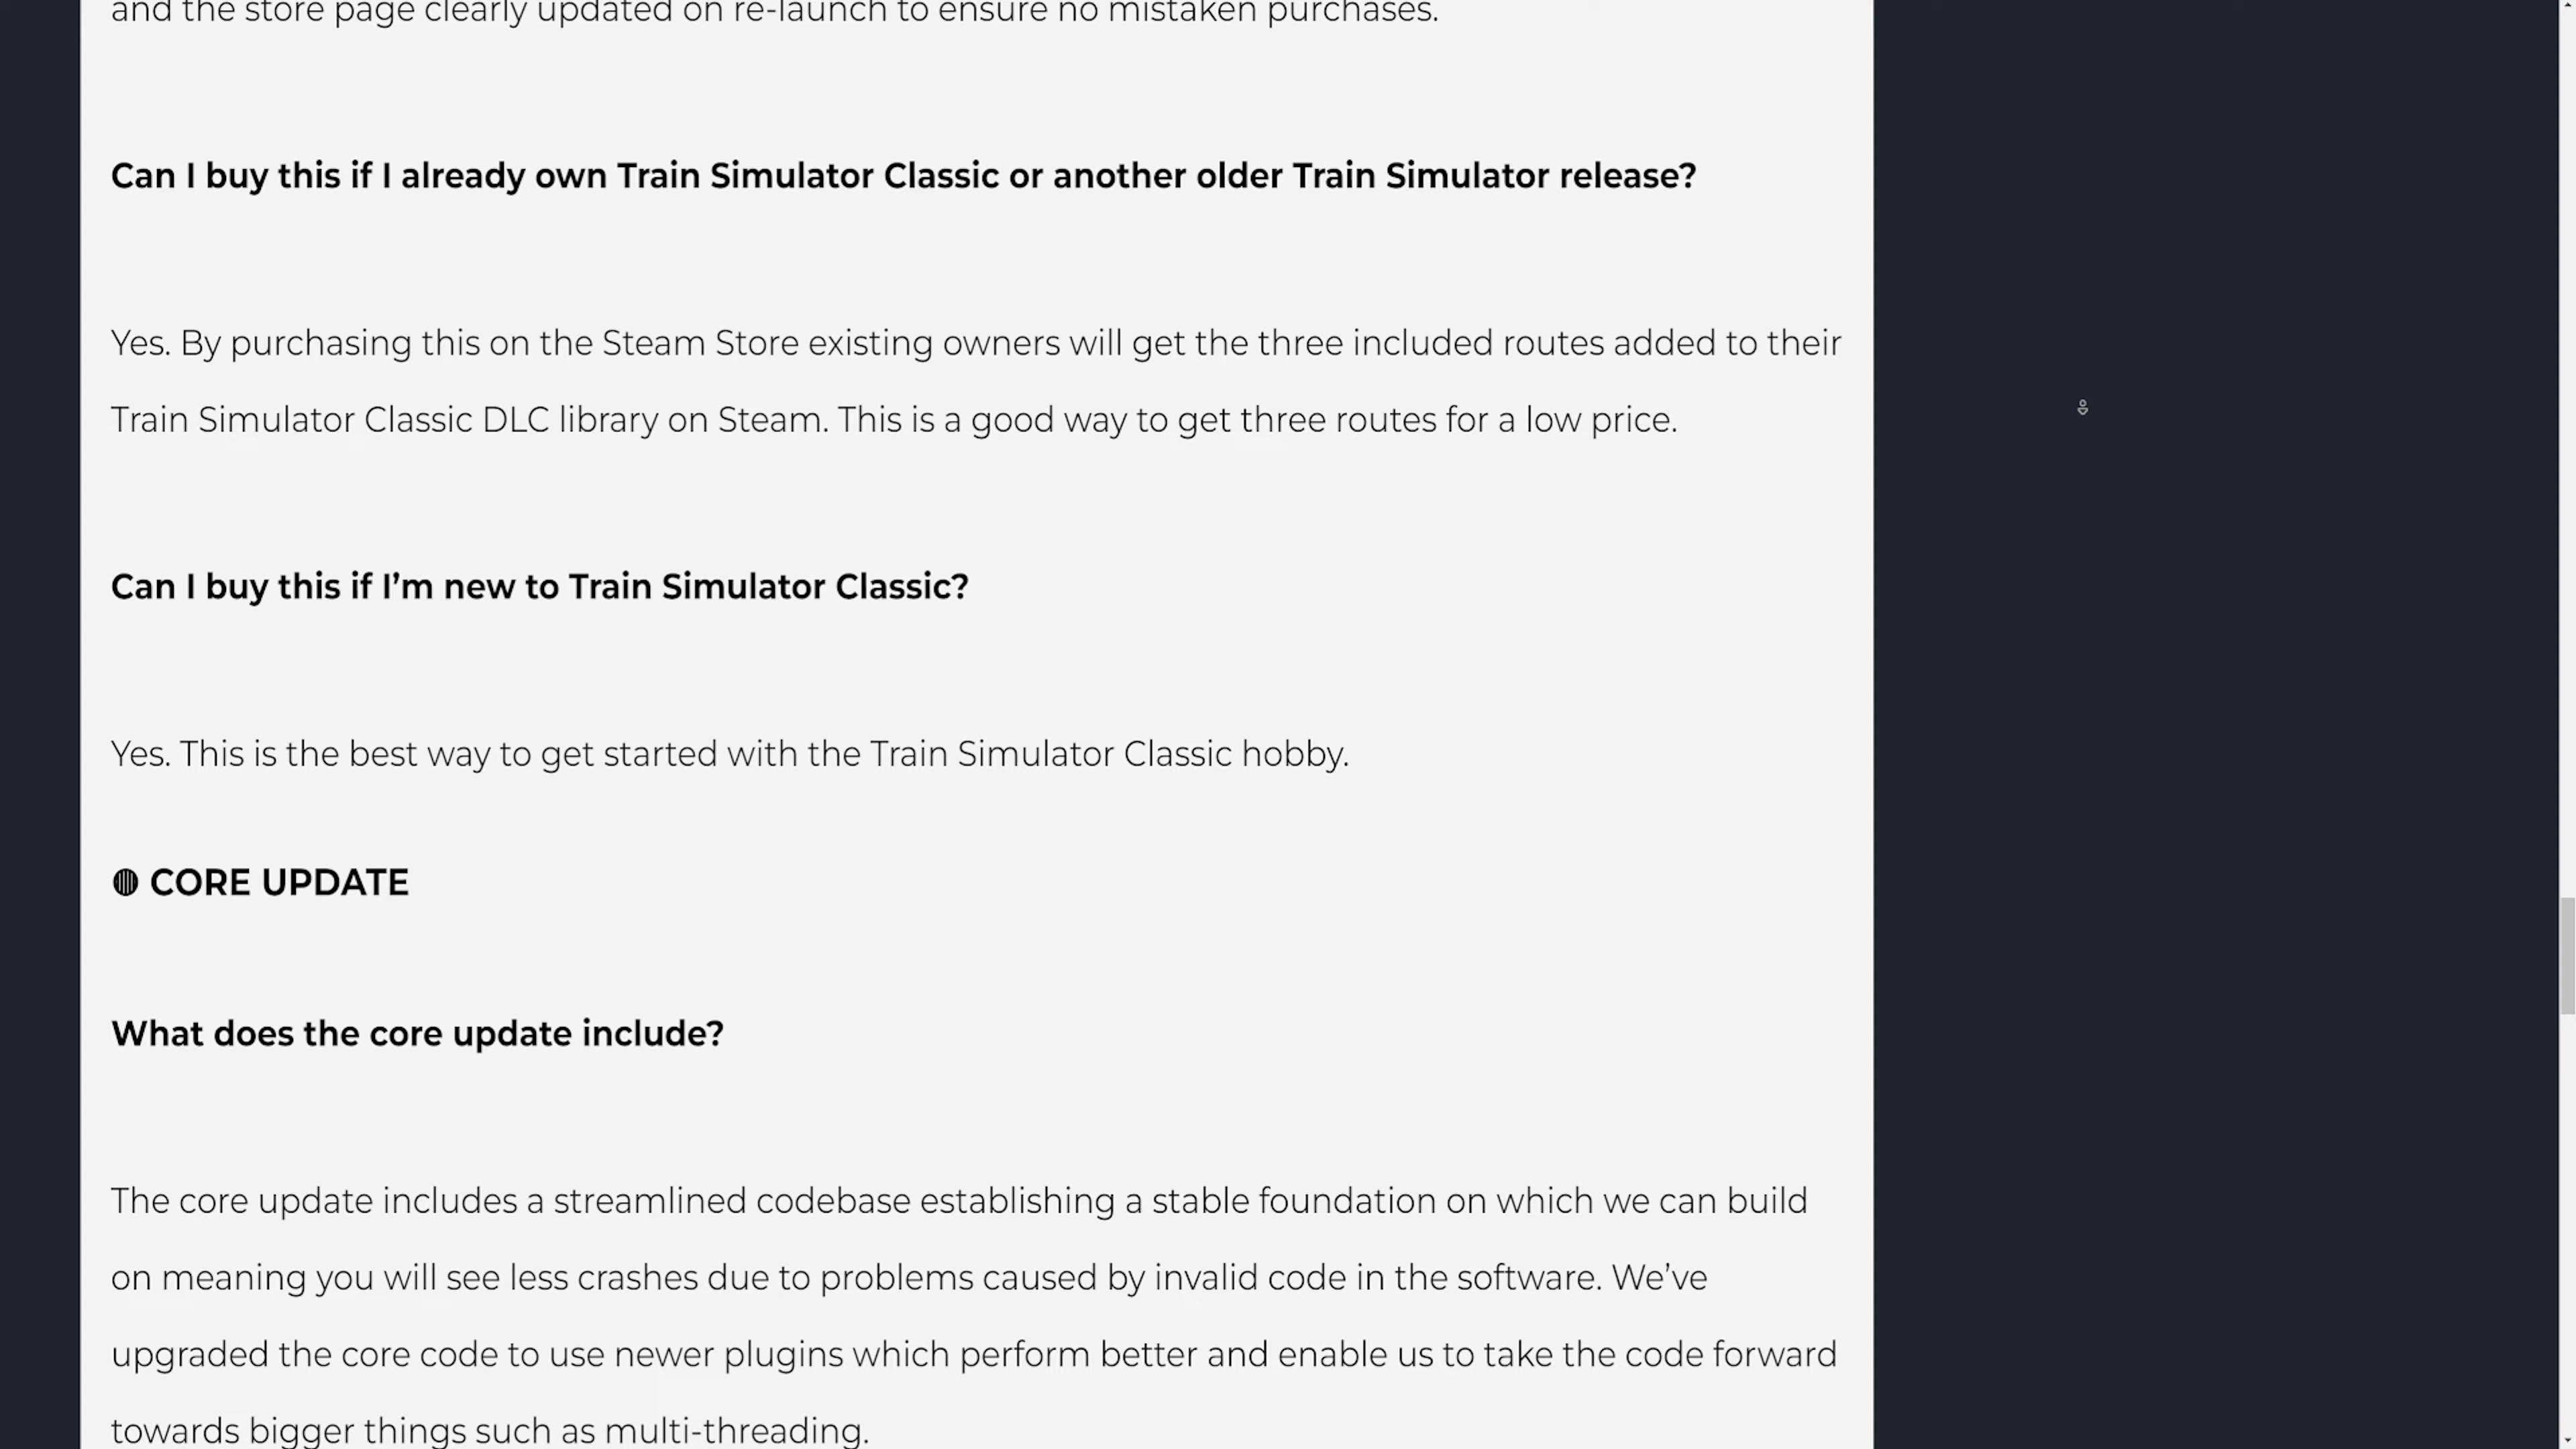 and the store page clearly updated on re-launch to ensure no mistaken purchases.
Can I buy this if I already own Train Simulator Classic or another older Train Simulator release?
Yes. By purchasing this on the Steam Store existing owners will get the three included routes added to their
Train Simulator Classic DLC library on Steam. This is a good way to get three routes for a low price.
Can I buy this if I’m new to Train Simulator Classic?
Yes. This is the best way to get started with the Train Simulator Classic hobby.
CORE UPDATE
What does the core update include?
The core update includes a streamlined codebase establishing a stable foundation on which we can build
on meaning you will see less crashes due to problems caused by invalid code in the software. We’ve
upgraded the core code to use newer plugins which perform better and enable us to take the code forward
towards bigger things such as multi-threading.